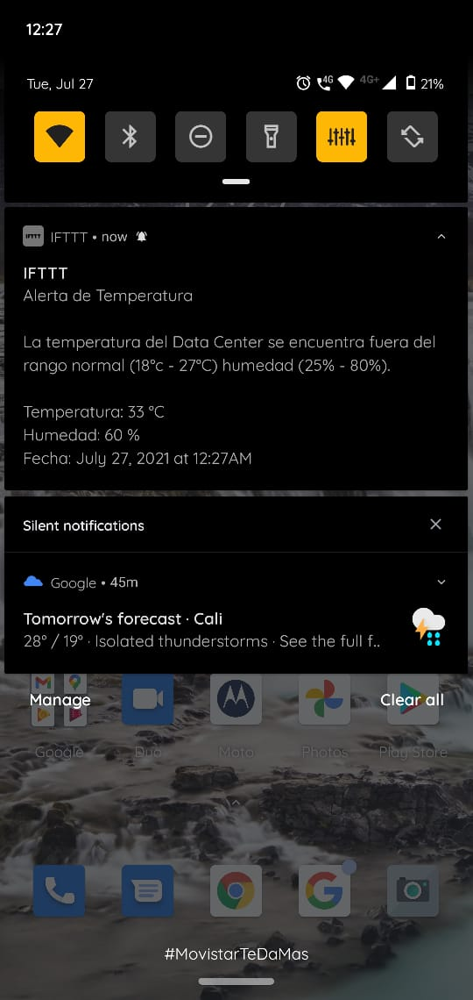 12:27
Tue, Jul 27
4G
4G+
21%
IFTTT
IFTTT • now
IFTTT
Alerta de Temperatura
La temperatura del Data Center se encuentra fuera del
rango normal (18°c - 27°C) humedad (25% - 80%).
Temperatura: 33 °C
Humedad: 60 %
Fecha: July 27, 2021 at 12:27AM
Silent notifications
Google • 45m
Tomorrow's forecast · Cali
28° / 19° · Isolated thunderstorms · See the full f..
Manage
Clear all
Google
Duo
Moto
Photos
Play Store
#MovistarTeDaMas